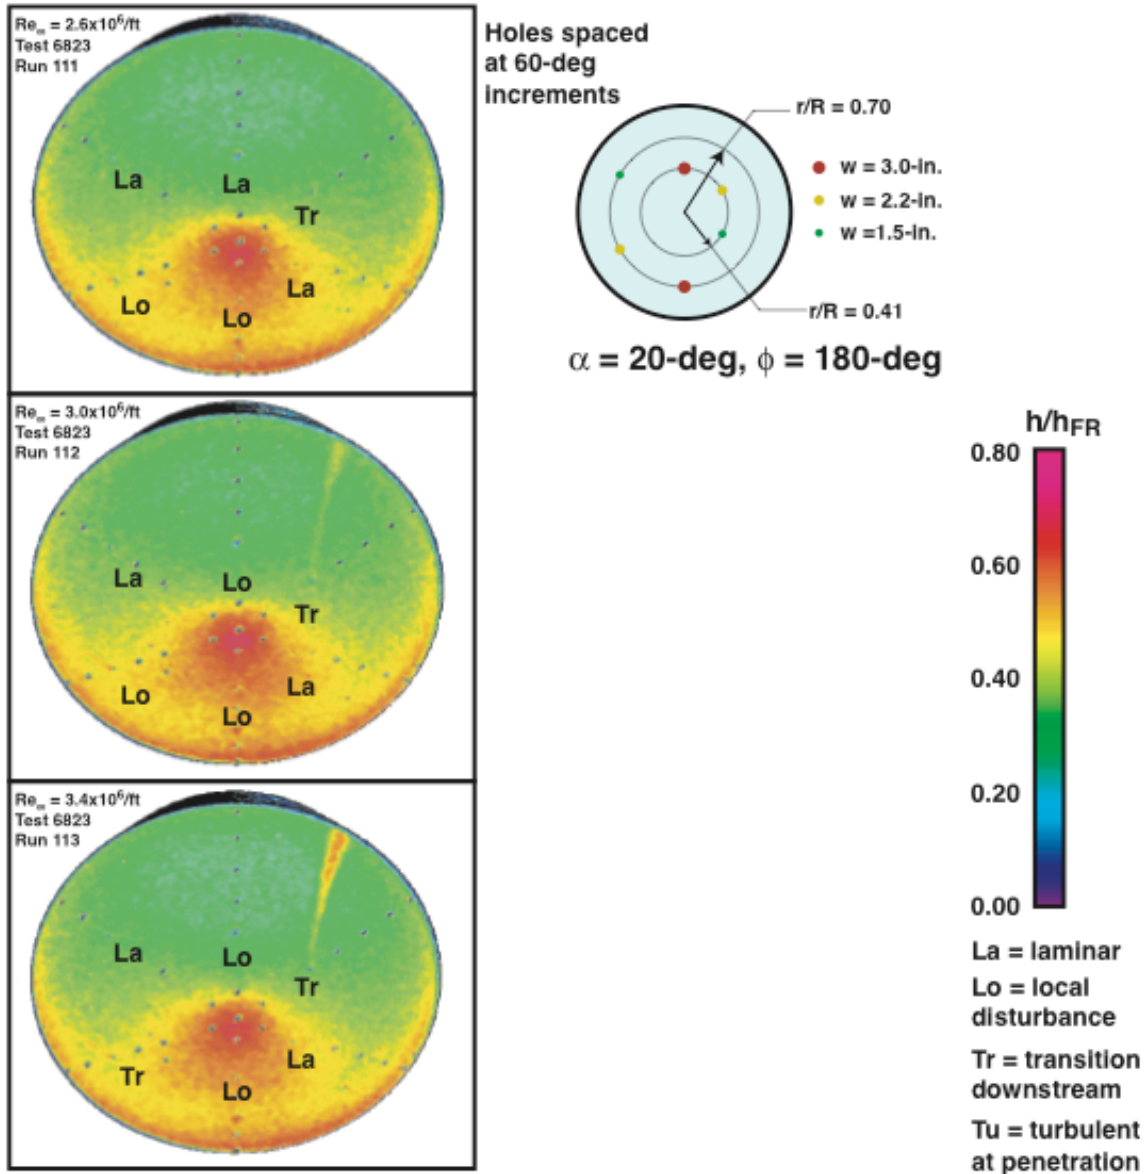 Re∞ = 2.6x10⁶/ft
Test 6823
Run 111
La
La
Tr
La
Lo
Lo
Holes spaced
at 60-deg
increments
r/R = 0.70
w = 3.0-in.
w = 2.2-in.
w =1.5-in.
r/R = 0.41
α = 20-deg, ϕ = 180-deg
Re∞ = 3.0x10⁶/ft
Test 6823
Run 112
La
Lo
Tr
Lo
La
Lo
Re∞ = 3.4x10⁶/ft
Test 6823
Run 113
La
Lo
Tr
Tr
La
Lo
h/hFR
0.80
0.60
0.40
0.20
0.00
La = laminar
Lo = local
disturbance
Tr = transition
downstream
Tu = turbulent
at penetration